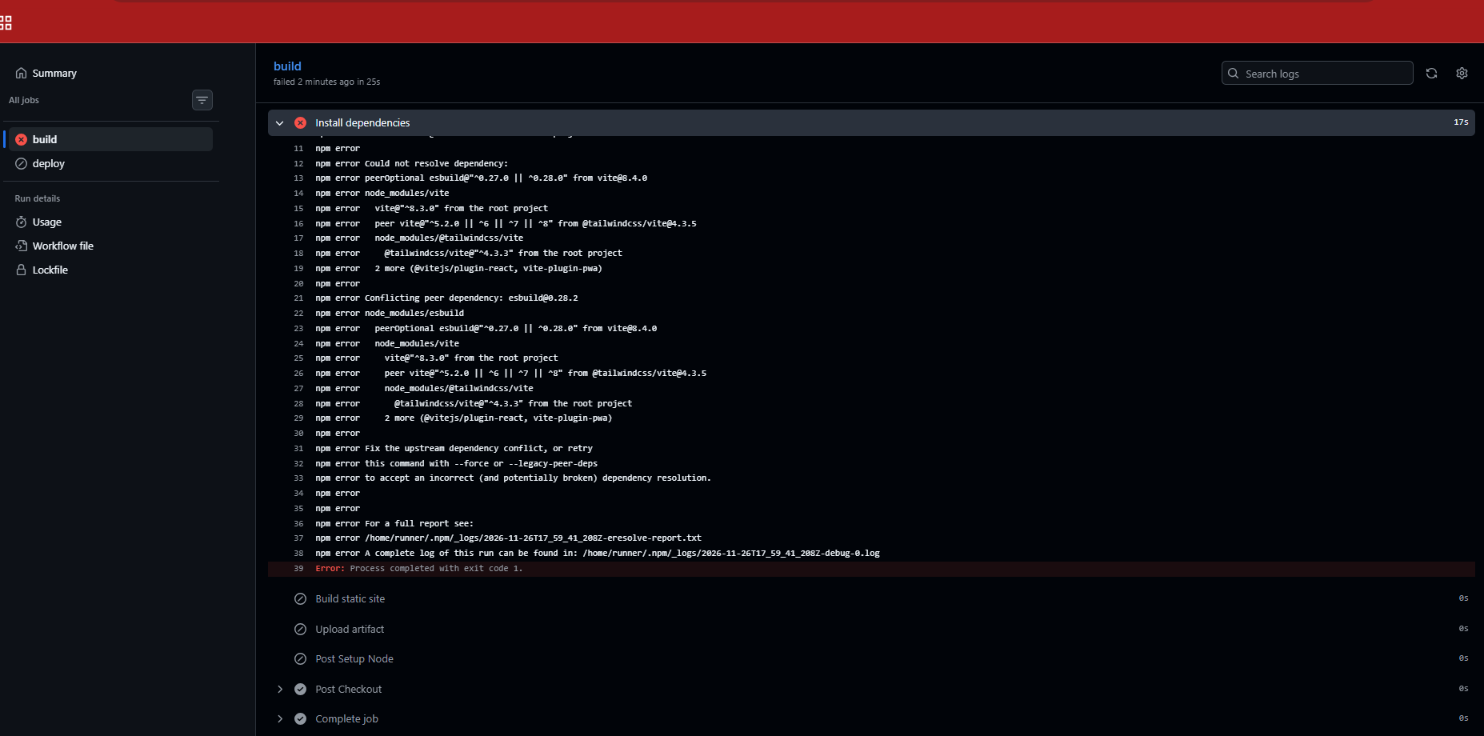 Summary
All jobs
build
deploy
Run details
Usage
Workflow file
Lockfile
build
failed 2 minutes ago in 25s
Search logs
Install dependencies 17s
11 npm error
12 npm error Could not resolve dependency:
13 npm error peerOptional esbuild@"^0.27.0 || ^0.28.0" from vite@8.4.0
14 npm error node_modules/vite
15 npm error   vite@"^8.3.0" from the root project
16 npm error   peer vite@"^5.2.0 || ^6 || ^7 || ^8" from @tailwindcss/vite@4.3.5
17 npm error   node_modules/@tailwindcss/vite
18 npm error     @tailwindcss/vite@"^4.3.3" from the root project
19 npm error   2 more (@vitejs/plugin-react, vite-plugin-pwa)
20 npm error
21 npm error Conflicting peer dependency: esbuild@0.28.2
22 npm error node_modules/esbuild
23 npm error   peerOptional esbuild@"^0.27.0 || ^0.28.0" from vite@8.4.0
24 npm error   node_modules/vite
25 npm error     vite@"^8.3.0" from the root project
26 npm error     peer vite@"^5.2.0 || ^6 || ^7 || ^8" from @tailwindcss/vite@4.3.5
27 npm error     node_modules/@tailwindcss/vite
28 npm error       @tailwindcss/vite@"^4.3.3" from the root project
29 npm error     2 more (@vitejs/plugin-react, vite-plugin-pwa)
30 npm error
31 npm error Fix the upstream dependency conflict, or retry
32 npm error this command with --force or --legacy-peer-deps
33 npm error to accept an incorrect (and potentially broken) dependency resolution.
34 npm error
35 npm error
36 npm error For a full report see:
37 npm error /home/runner/.npm/_logs/2026-11-26T17_59_41_208Z-eresolve-report.txt
38 npm error A complete log of this run can be found in: /home/runner/.npm/_logs/2026-11-26T17_59_41_208Z-debug-0.log
39 Error: Process completed with exit code 1.
Build static site 0s
Upload artifact 0s
Post Setup Node 0s
Post Checkout 0s
Complete job 0s